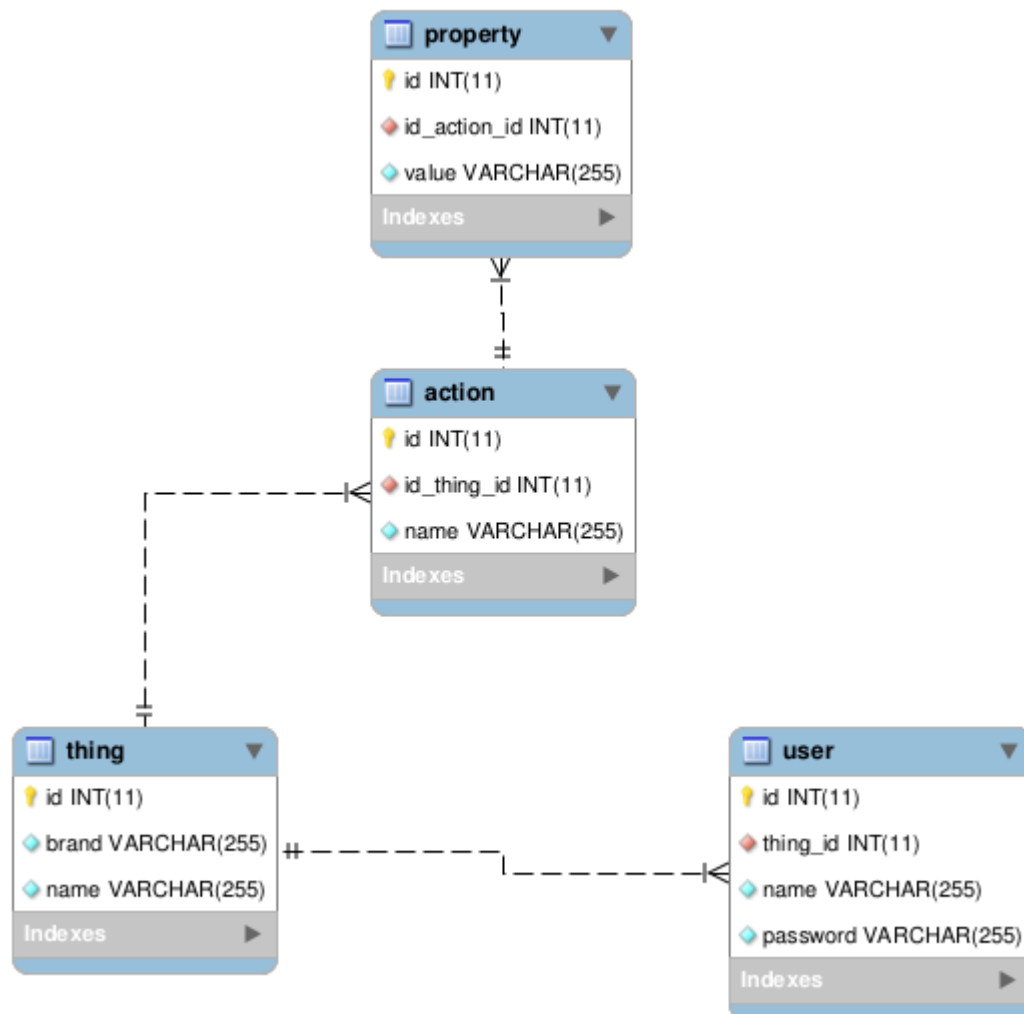 property
id INT(11)
id_action_id INT(11)
value VARCHAR(255)
Indexes
action
id INT(11)
id_thing_id INT(11)
name VARCHAR(255)
Indexes
thing
id INT(11)
brand VARCHAR(255)
name VARCHAR(255)
Indexes
user
id INT(11)
thing_id INT(11)
name VARCHAR(255)
password VARCHAR(255)
Indexes